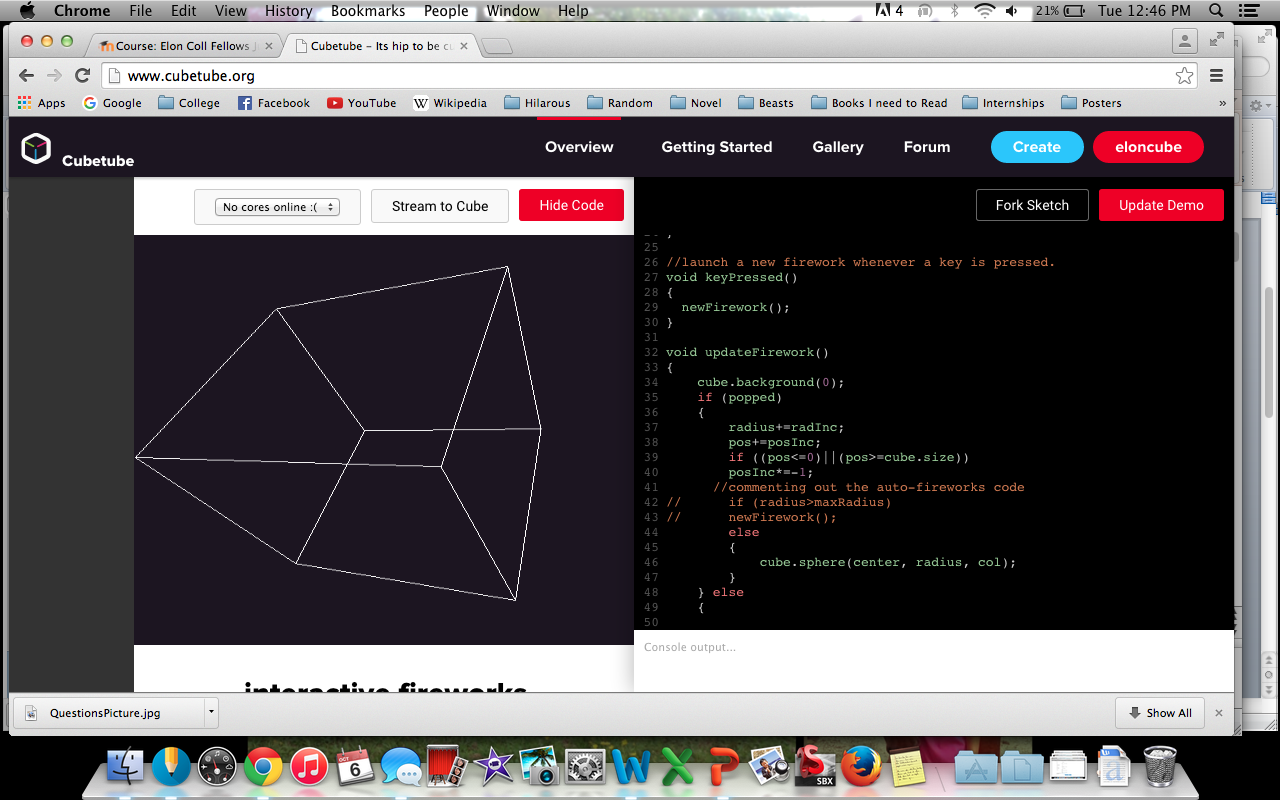 Chrome File Edit View History Bookmarks People Window Help 4 21% Tue 12:46 PM
Course: Elon Coll Fellows J × Cubetube – Its hip to be cu ×
www.cubetube.org
Apps Google College Facebook YouTube W Wikipedia Hilarous Random Novel Beasts Books I need to Read Internships Posters »
Cubetube Overview Getting Started Gallery Forum Create eloncube
No cores online :( Stream to Cube Hide Code Fork Sketch Update Demo
24 }
25
26 //launch a new firework whenever a key is pressed.
27 void keyPressed()
28 {
29 newFirework();
30 }
31
32 void updateFirework()
33 {
34 cube.background(0);
35 if (popped)
36 {
37 radius+=radInc;
38 pos+=posInc;
39 if ((pos<=0)||(pos>=cube.size))
40 posInc*=-1;
41 //commenting out the auto-fireworks code
42 // if (radius>maxRadius)
43 // newFirework();
44 else
45 {
46 cube.sphere(center, radius, col);
47 }
48 } else
49 {
50
Console output...
interactive fireworks
QuestionsPicture.jpg Show All ×
OCT 6 W X P SBX